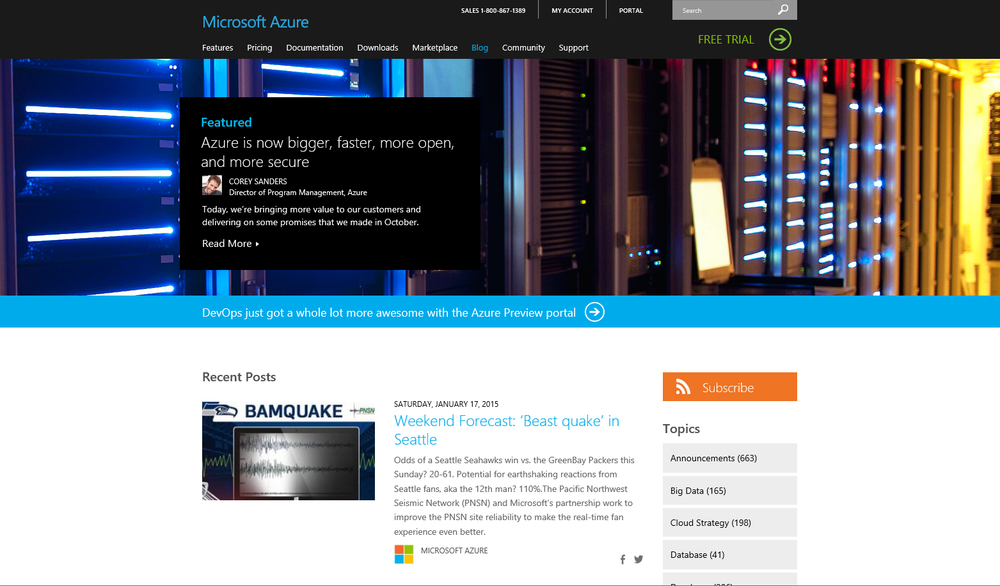 SALES 1-800-867-1389
MY ACCOUNT
PORTAL
Search
Microsoft Azure
FREE TRIAL
Features
Pricing
Documentation
Downloads
Marketplace
Blog
Community
Support
Featured
Azure is now bigger, faster, more open,
and more secure
COREY SANDERS
Director of Program Management, Azure
Today, we're bringing more value to our customers and
delivering on some promises that we made in October.
Read More
DevOps just got a whole lot more awesome with the Azure Preview portal
Recent Posts
BAMQUAKE
PNSN
SATURDAY, JANUARY 17, 2015
Weekend Forecast: ‘Beast quake’ in
Seattle
Odds of a Seattle Seahawks win vs. the GreenBay Packers this
Sunday? 20-61. Potential for earthshaking reactions from
Seattle fans, aka the 12th man? 110%.The Pacific Northwest
Seismic Network (PNSN) and Microsoft’s partnership work to
improve the PNSN site reliability to make the real-time fan
experience even better.
MICROSOFT AZURE
Subscribe
Topics
Announcements (663)
Big Data (165)
Cloud Strategy (198)
Database (41)